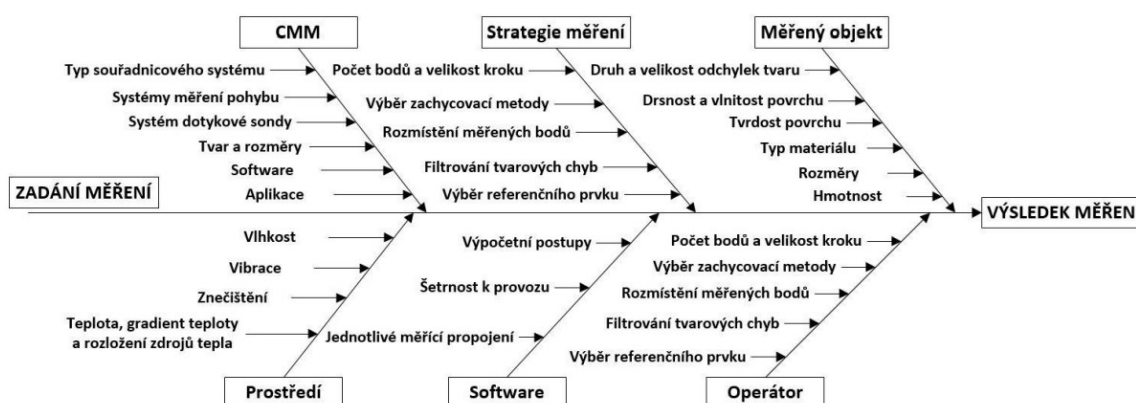 CMM
Strategie měření
Měřený objekt
Typ souřadnicového systému
Systémy měření pohybu
Systém dotykové sondy
Tvar a rozměry
Software
Aplikace
Počet bodů a velikost kroku
Výběr zachycovací metody
Rozmístění měřených bodů
Filtrování tvarových chyb
Výběr referenčního prvku
Druh a velikost odchylek tvaru
Drsnost a vlnitost povrchu
Tvrdost povrchu
Typ materiálu
Rozměry
Hmotnost
ZADÁNÍ MĚŘENÍ
VÝSLEDEK MĚŘEN
Vlhkost
Vibrace
Znečištění
Teplota, gradient teploty
a rozložení zdrojů tepla
Výpočetní postupy
Šetrnost k provozu
Jednotlivé měřící propojení
Počet bodů a velikost kroku
Výběr zachycovací metody
Rozmístění měřených bodů
Filtrování tvarových chyb
Výběr referenčního prvku
Prostředí
Software
Operátor